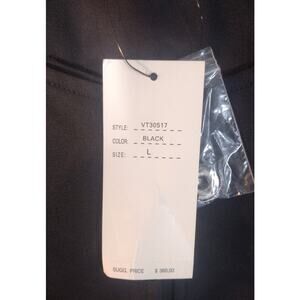 STYLE: VT30517
COLOR: BLACK
SIZE: L
SUGG. PRICE $ 360.00